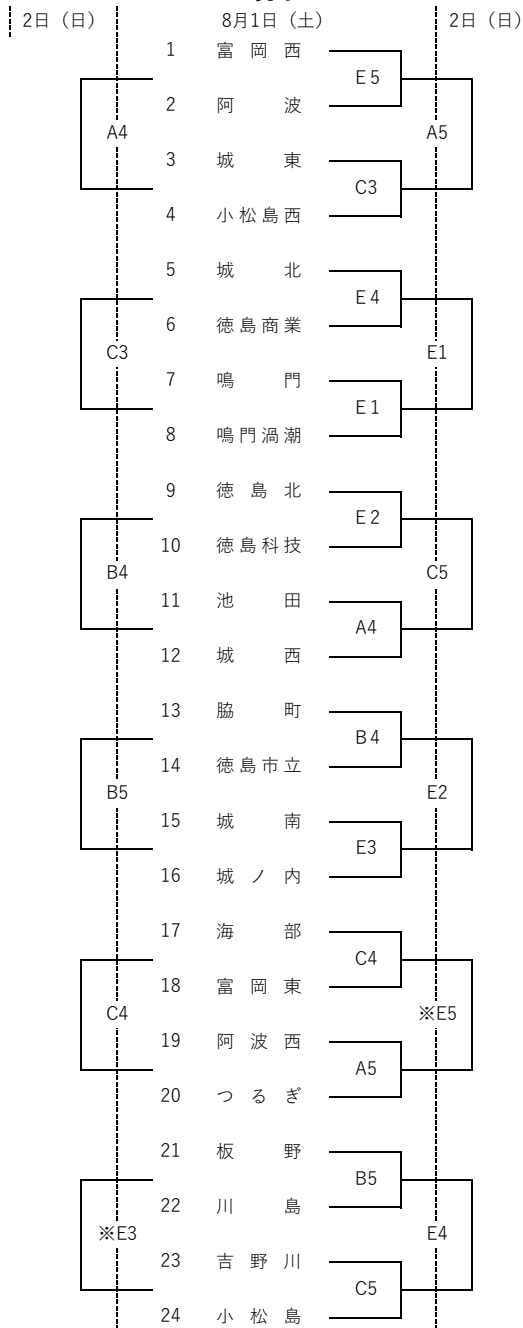 2日（日） 8月1日（土） 2日（日）
1 富岡西
E5
2 阿波
A4 A5
3 城東
C3
4 小松島西
5 城北
E4
6 徳島商業
C3 E1
7 鳴門
E1
8 鳴門渦潮
9 徳島北
E2
10 徳島科技
B4 C5
11 池田
A4
12 城西
13 脇町
B4
14 徳島市立
B5 E2
15 城南
E3
16 城ノ内
17 海部
C4
18 富岡東
C4 ※E5
19 阿波西
A5
20 つるぎ
21 板野
B5
22 川島
※E3 E4
23 吉野川
C5
24 小松島